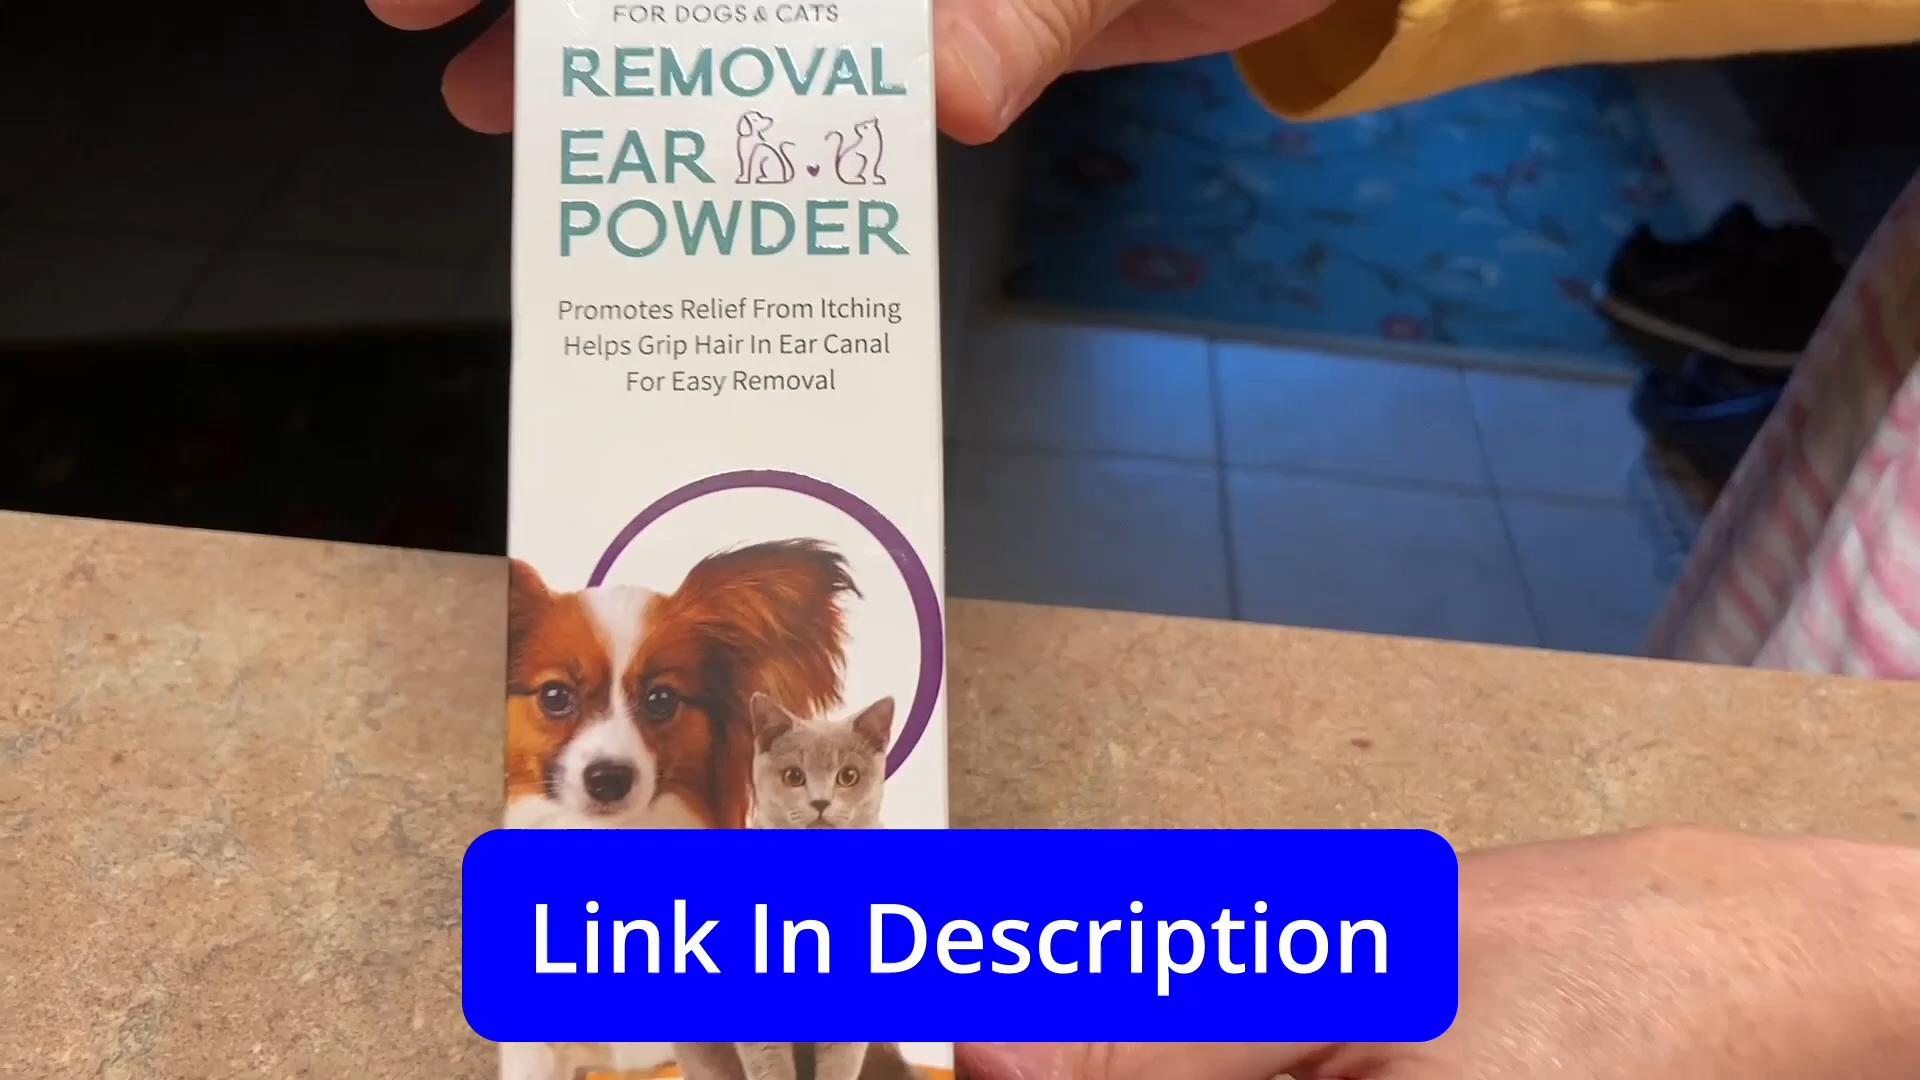 FOR DOGS & CATS
REMOVAL
EAR
POWDER
Promotes Relief From Itching
Helps Grip Hair In Ear Canal
For Easy Removal
Link In Description